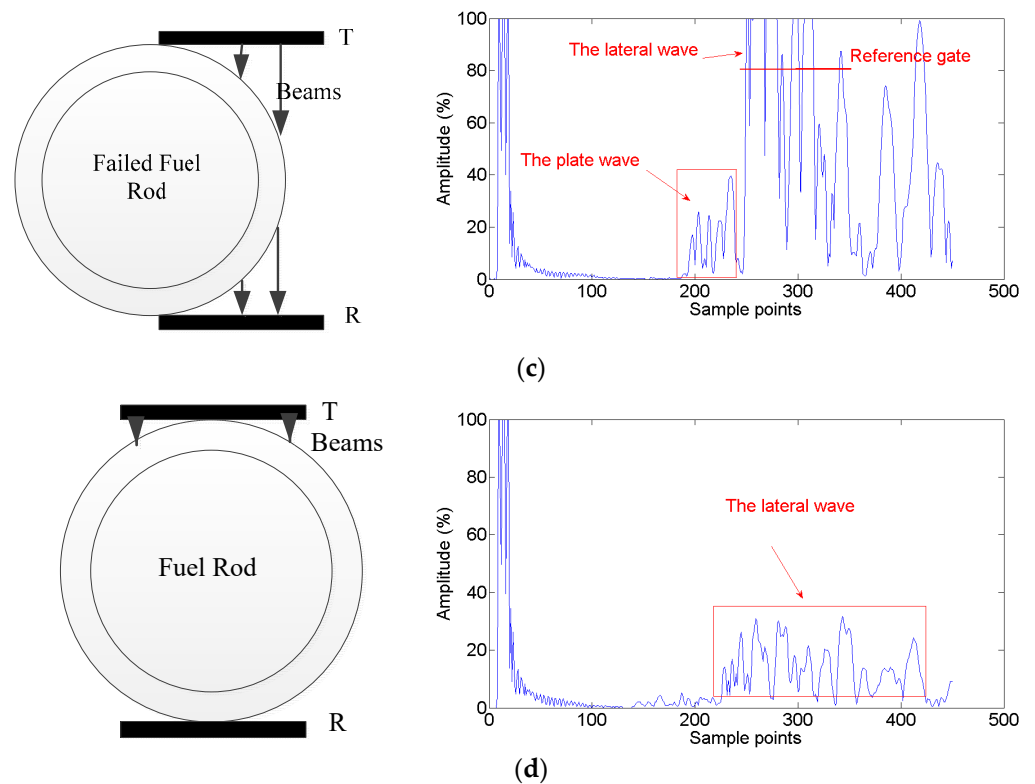 T
Beams
Failed Fuel
Rod
R
100
80
60
40
20
0
Amplitude (%)
The lateral wave
Reference gate
The plate wave
0
100
200
300
400
500
Sample points
(c)
T
Beams
Fuel Rod
R
100
80
60
40
20
0
Amplitude (%)
The lateral wave
0
100
200
300
400
500
Sample points
(d)